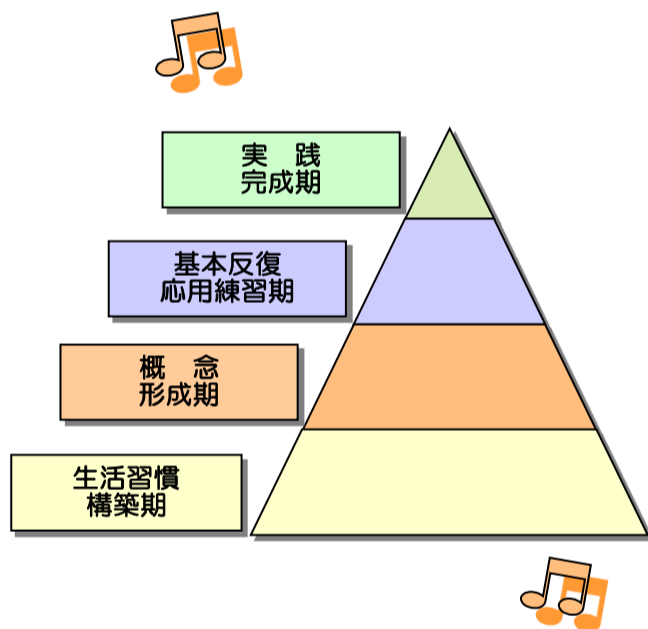 実　践
完成期
基本反復
応用練習期
概　念
形成期
生活習慣
構築期